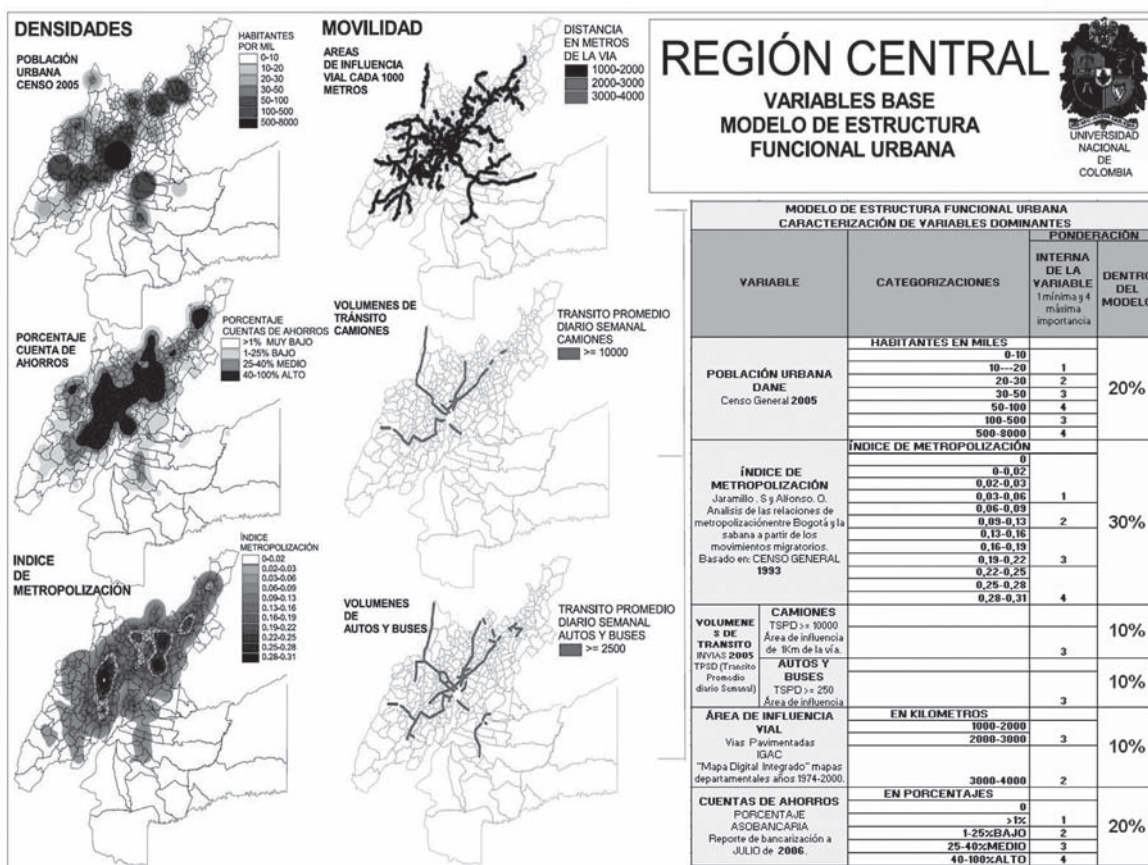 DENSIDADES
POBLACIÓN
URBANA
CENSO 2005
HABITANTES
POR MIL
0-10
10-20
20-30
30-50
50-100
100-500
500-8000
PORCENTAJE
CUENTA DE
AHORROS
PORCENTAJE
CUENTAS DE AHORROS
>1% MUY BAJO
1-25% BAJO
25-40% MEDIO
40-100% ALTO
INDICE
DE
METROPOLIZACIÓN
ÍNDICE
METROPOLIZACIÓN
0-0.02
0.02-0.03
0.03-0.06
0.06-0.09
0.09-0.13
0.13-0.16
0.16-0.19
0.19-0.22
0.22-0.25
0.25-0.28
0.28-0.31
MOVILIDAD
AREAS
DE INFLUENCIA
VIAL CADA 1000
METROS
DISTANCIA
EN METROS
DE LA VIA
1000-2000
2000-3000
3000-4000
VOLUMENES DE
TRÁNSITO
CAMIONES
TRANSITO PROMEDIO
DIARIO SEMANAL
CAMIONES
>= 10000
VOLUMENES
DE
AUTOS Y BUSES
TRANSITO PROMEDIO
DIARIO SEMANAL
AUTOS Y BUSES
>= 2500
REGIÓN CENTRAL
VARIABLES BASE
MODELO DE ESTRUCTURA
FUNCIONAL URBANA
UNIVERSIDAD
NACIONAL
DE
COLOMBIA
MODELO DE ESTRUCTURA FUNCIONAL URBANA
CARACTERIZACIÓN DE VARIABLES DOMINANTES
VARIABLE
CATEGORIZACIONES
PONDERACIÓN
INTERNA
DE LA
VARIABLE
1 mínima y 4
máxima
importancia
DENTRO
DEL
MODELO
POBLACIÓN URBANA
DANE
Censo General 2005
HABITANTES EN MILES
0-10
10---20 1
20-30 2
30-50 3
50-100 4
100-500 3
500-8000 4
20%
ÍNDICE DE
METROPOLIZACIÓN
Jaramillo . S y Alfonso. O.
Analisis de las relaciones de
metropolizaciónentre Bogotá y la
sabana a partir de los
movimientos migratorios.
Basado en: CENSO GENERAL
1993
ÍNDICE DE METROPOLIZACIÓN
0
0-0,02
0,02-0,03
0,03-0,06 1
0,06-0,09
0,09-0,13 2
0,13-0,16
0,16-0,19
0,19-0,22 3
0,22-0,25
0,25-0,28
0,28-0,31 4
30%
VOLUMENE
S DE
TRANSITO
INVIAS 2005
TPSD (Transito
Promedio
diario Semanal)
CAMIONES
TSPD >= 10000
Área de influencia
de 1Km de la vía.
3
10%
AUTOS Y
BUSES
TSPD >= 250
Área de influencia
3
10%
ÁREA DE INFLUENCIA
VIAL
Vias Pavimentadas
IGAC
"Mapa Digital Integrado" mapas
departamentales años 1974-2000.
EN KILOMETROS
1000-2000
2000-3000 3
3000-4000 2
10%
CUENTAS DE AHORROS
PORCENTAJE
ASOBANCARIA
Reporte de bancarización a
JULIO de 2006.
EN PORCENTAJES
0
>1% 1
1-25%BAJO 2
25-40%MEDIO 3
40-100%ALTO 4
20%